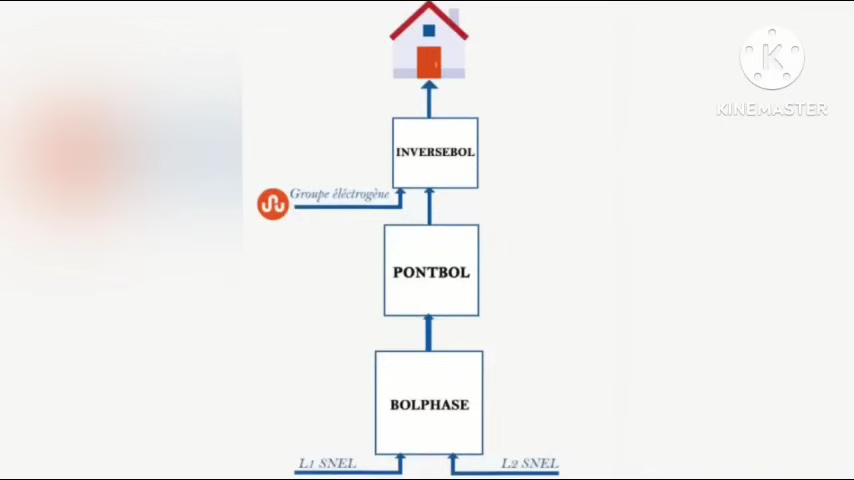 KINEMASTER
INVERSEBOL
Groupe éléctrogène
PONTBOL
BOLPHASE
L1 SNEL
L2 SNEL